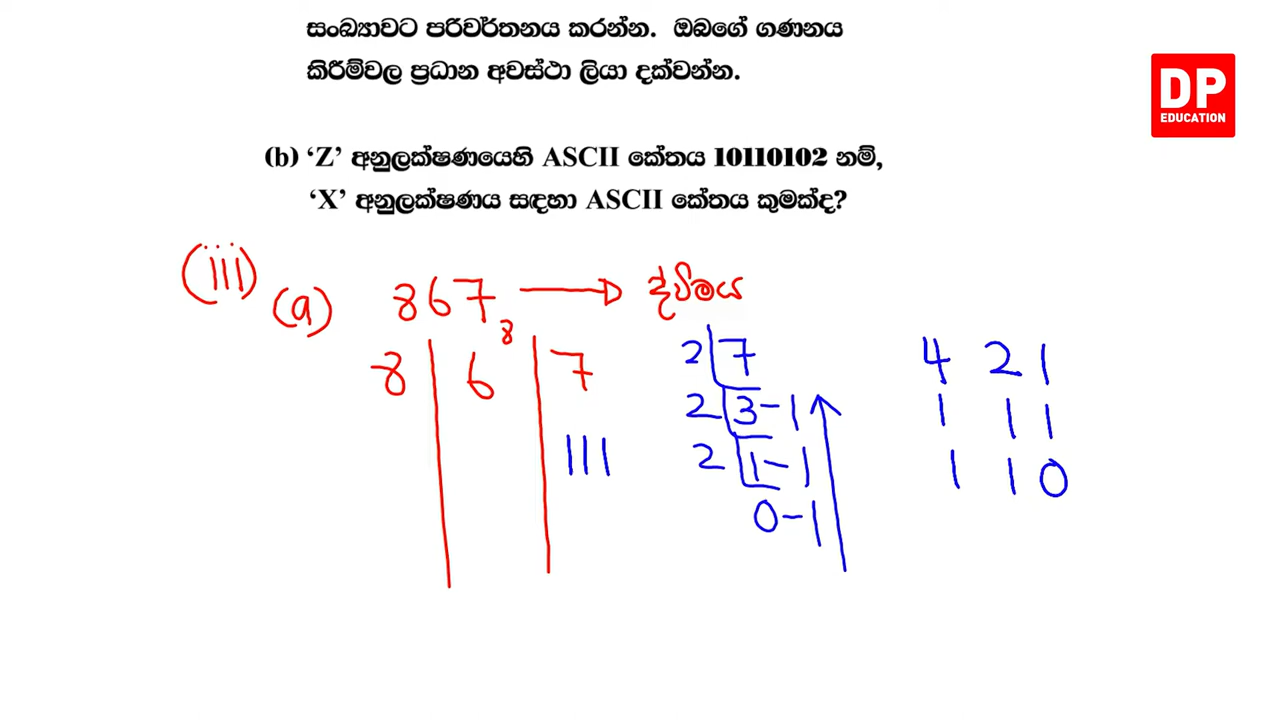 සංඛ්‍යාවට පරිවර්තනය කරන්න. ඔබගේ ගණනය
කිරීම්වල ප්‍රධාන අවස්ථා ලියා දක්වන්න.
DP
EDUCATION
(b) ‘Z’ අනුලක්ෂණයෙහි ASCII කේතය 10110102 නම්,
‘X’ අනුලක්ෂණය සඳහා ASCII කේතය කුමක්ද?
(iii)
(a) 867₈ → ද්විමය
8 6 7
111
2 7
2 3 - 1
2 1 - 1
0 - 1
4 2 1
1 1 1
1 1 0